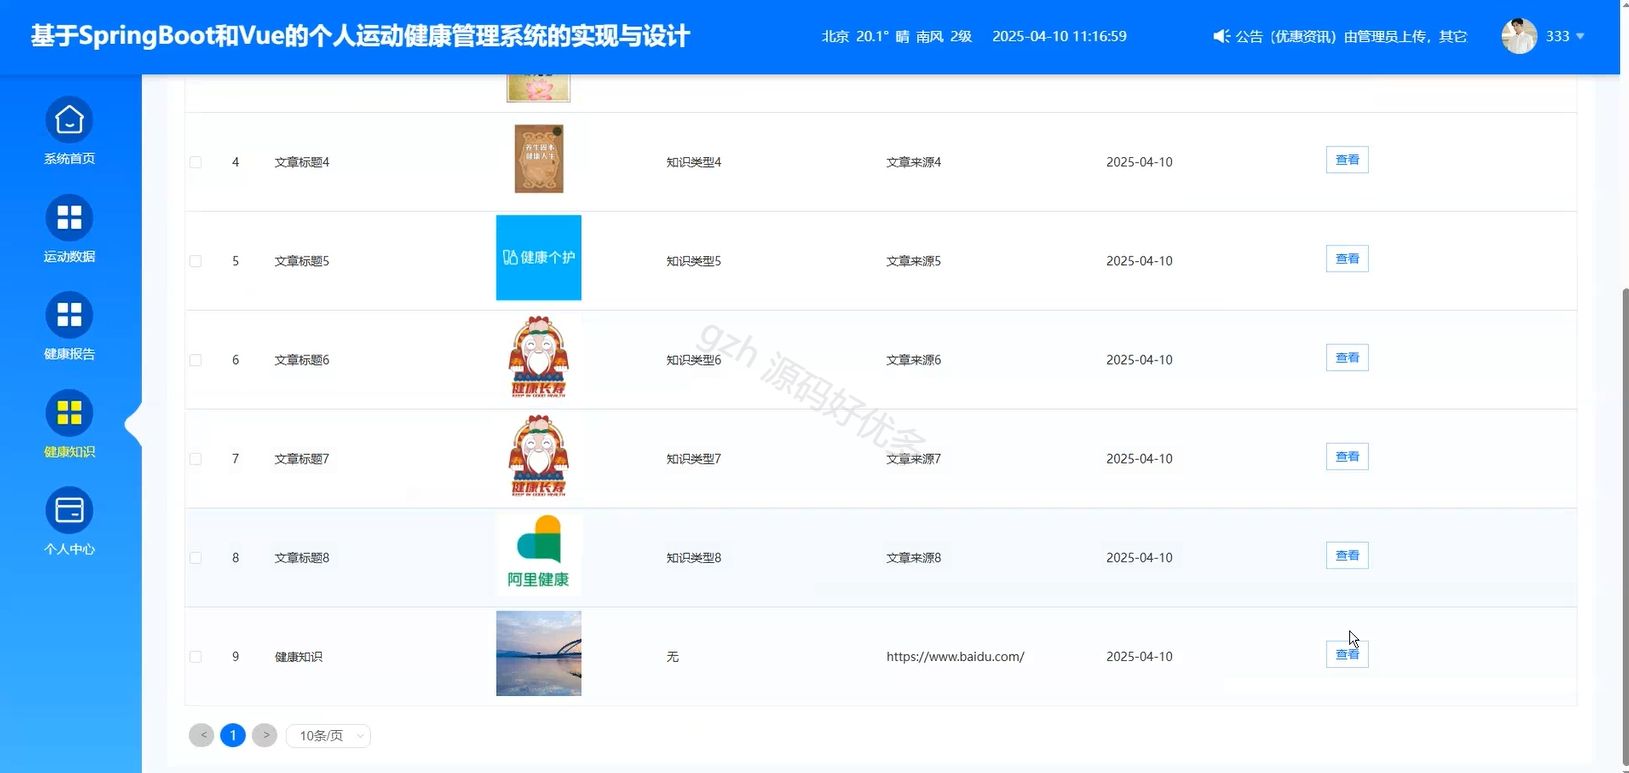 基于SpringBoot和Vue的个人运动健康管理系统的实现与设计
北京 20.1° 晴 南风 2级 2025-04-10 11:16:59
公告（优惠资讯）由管理员上传，其它
333
系统首页
运动数据
健康报告
健康知识
个人中心
4 文章标题4 养生固本 健康人生 知识类型4 文章来源4 2025-04-10 查看
5 文章标题5 健康个护 知识类型5 文章来源5 2025-04-10 查看
6 文章标题6 健康长寿 KEEP IN GOOD HEALTH 知识类型6 文章来源6 2025-04-10 查看
7 文章标题7 健康长寿 KEEP IN GOOD HEALTH 知识类型7 文章来源7 2025-04-10 查看
8 文章标题8 阿里健康 知识类型8 文章来源8 2025-04-10 查看
9 健康知识 无 https://www.baidu.com/ 2025-04-10 查看
< 1 > 10条/页
gzh 源码好优多